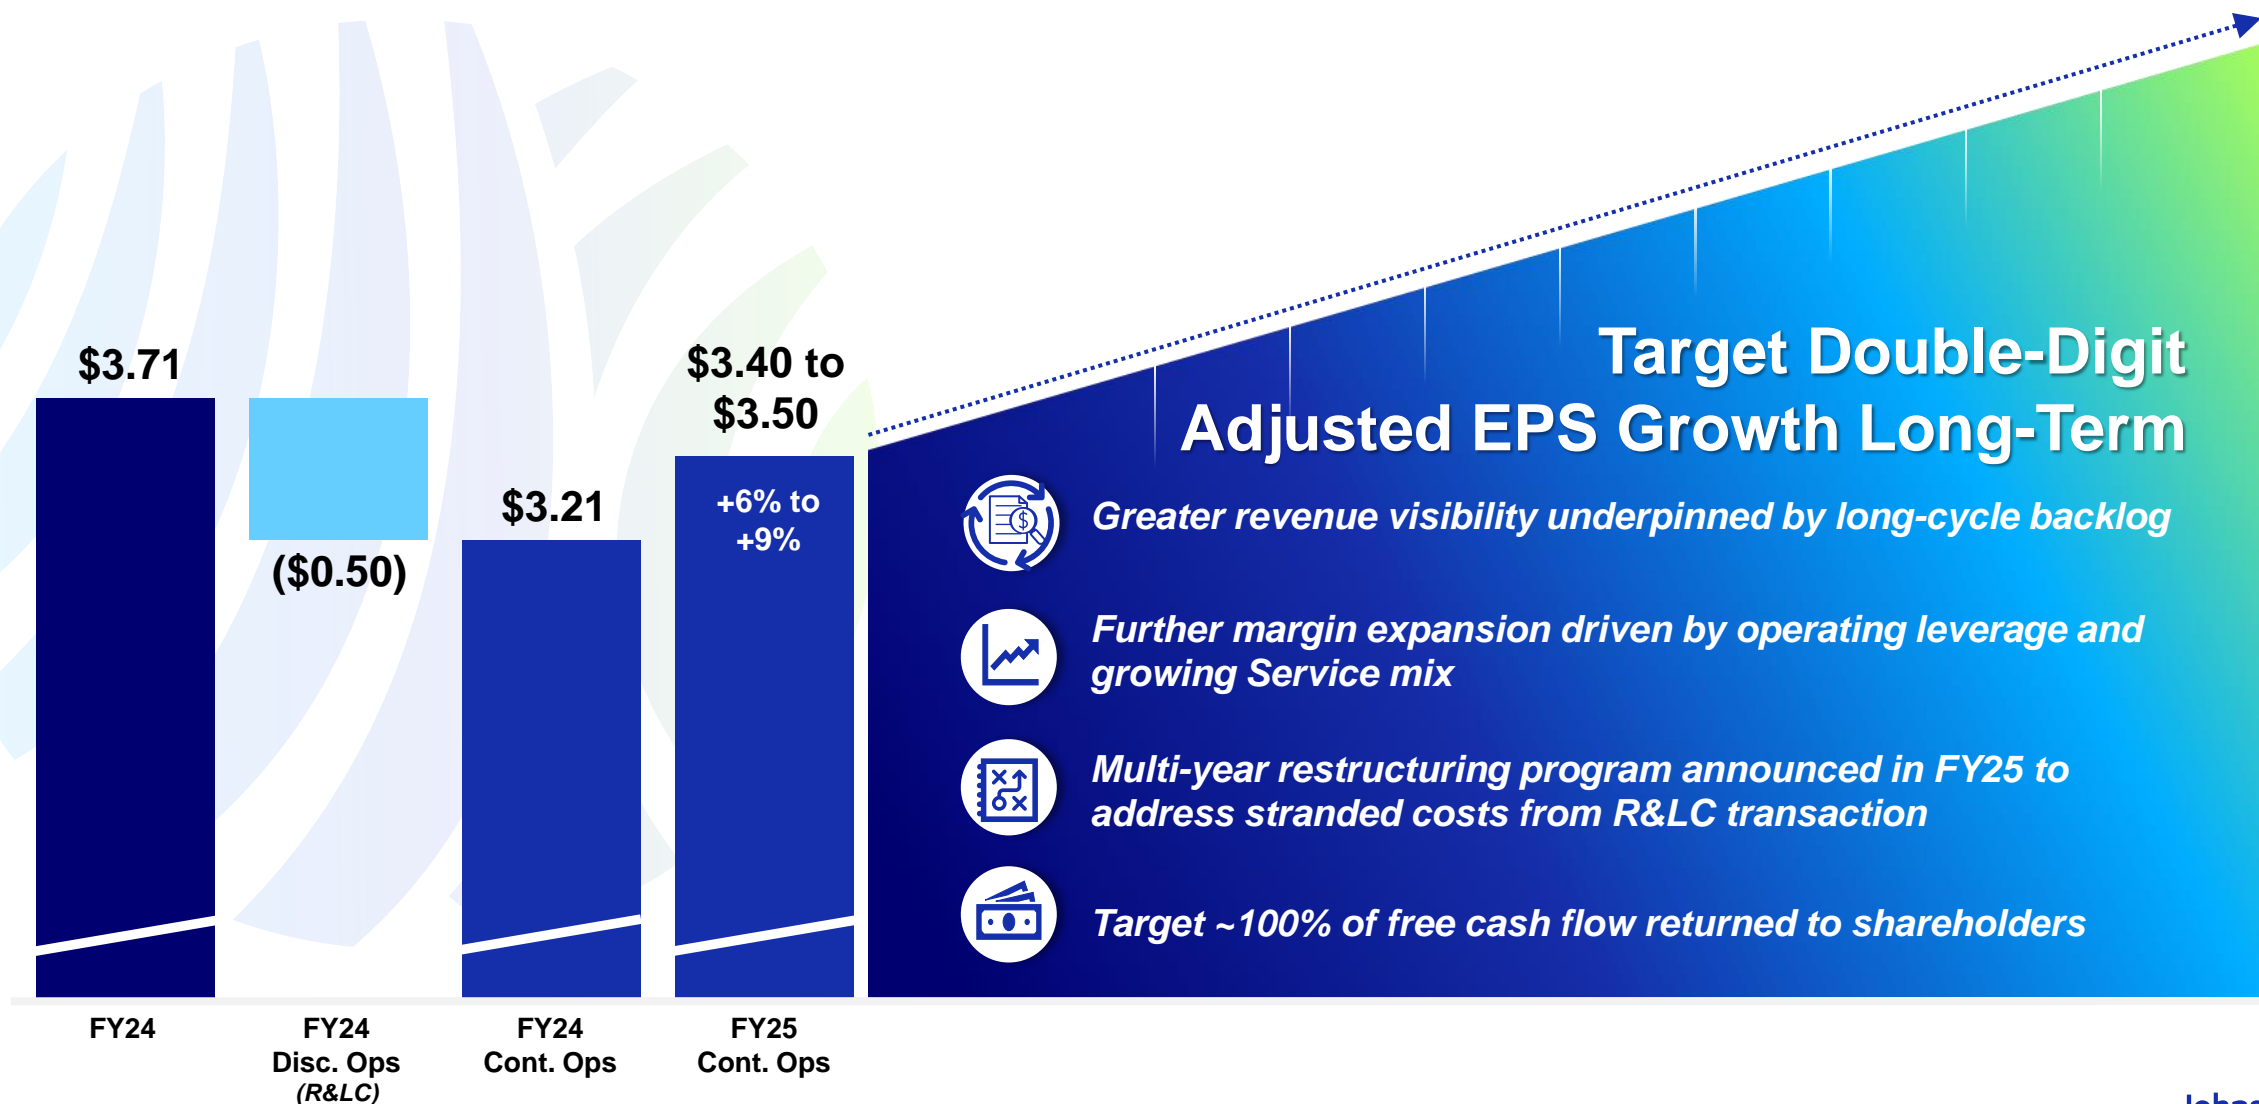 $3.71
($0.50)
$3.21
$3.40 to
$3.50
+6% to
+9%
FY24
FY24
Disc. Ops
(R&LC)
FY24
Cont. Ops
FY25
Cont. Ops
Target Double-Digit
Adjusted EPS Growth Long-Term
$
Greater revenue visibility underpinned by long-cycle backlog
Further margin expansion driven by operating leverage and
growing Service mix
Multi-year restructuring program announced in FY25 to
address stranded costs from R&LC transaction
Target ~100% of free cash flow returned to shareholders